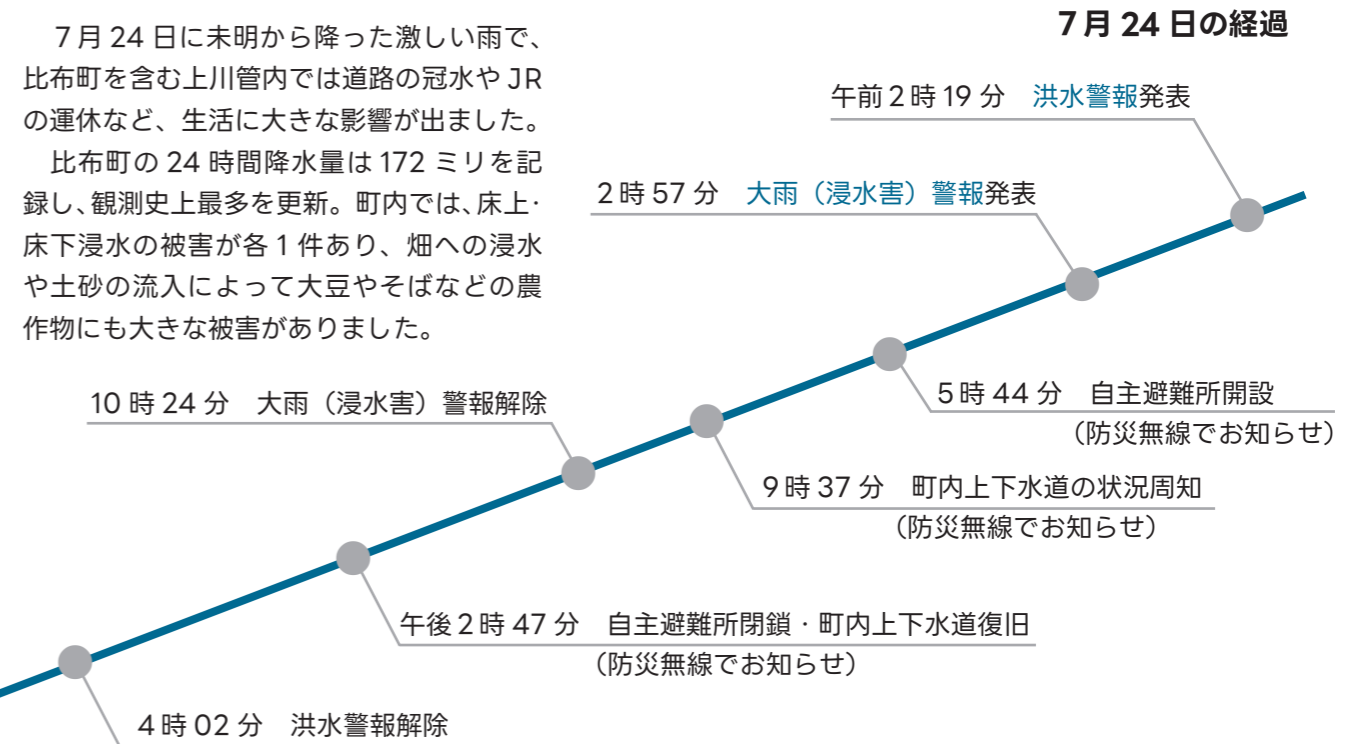 7月24日の経過
7月24日に未明から降った激しい雨で、
比布町を含む上川管内では道路の冠水やJR
の運休など、生活に大きな影響が出ました。
比布町の24時間降水量は172ミリを記
録し、観測史上最多を更新。町内では、床上・
床下浸水の被害が各1件あり、畑への浸水
や土砂の流入によって大豆やそばなどの農
作物にも大きな被害がありました。
午前2時19分　洪水警報発表
2時57分　大雨（浸水害）警報発表
5時44分　自主避難所開設
（防災無線でお知らせ）
9時37分　町内上下水道の状況周知
（防災無線でお知らせ）
10時24分　大雨（浸水害）警報解除
午後2時47分　自主避難所閉鎖・町内上下水道復旧
（防災無線でお知らせ）
4時02分　洪水警報解除